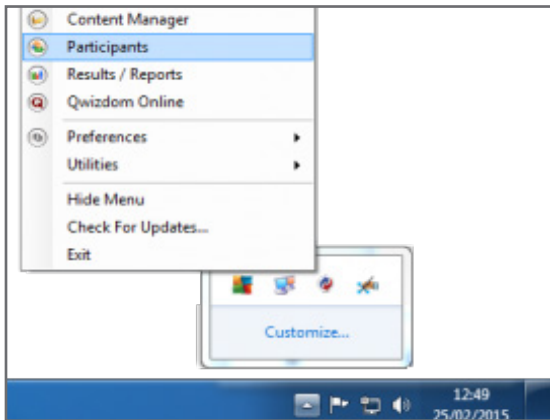 Content Manager
Participants
Results / Reports
Qwizdom Online
Preferences
Utilities
Hide Menu
Check For Updates...
Exit
Customize...
12:49
25/02/2015